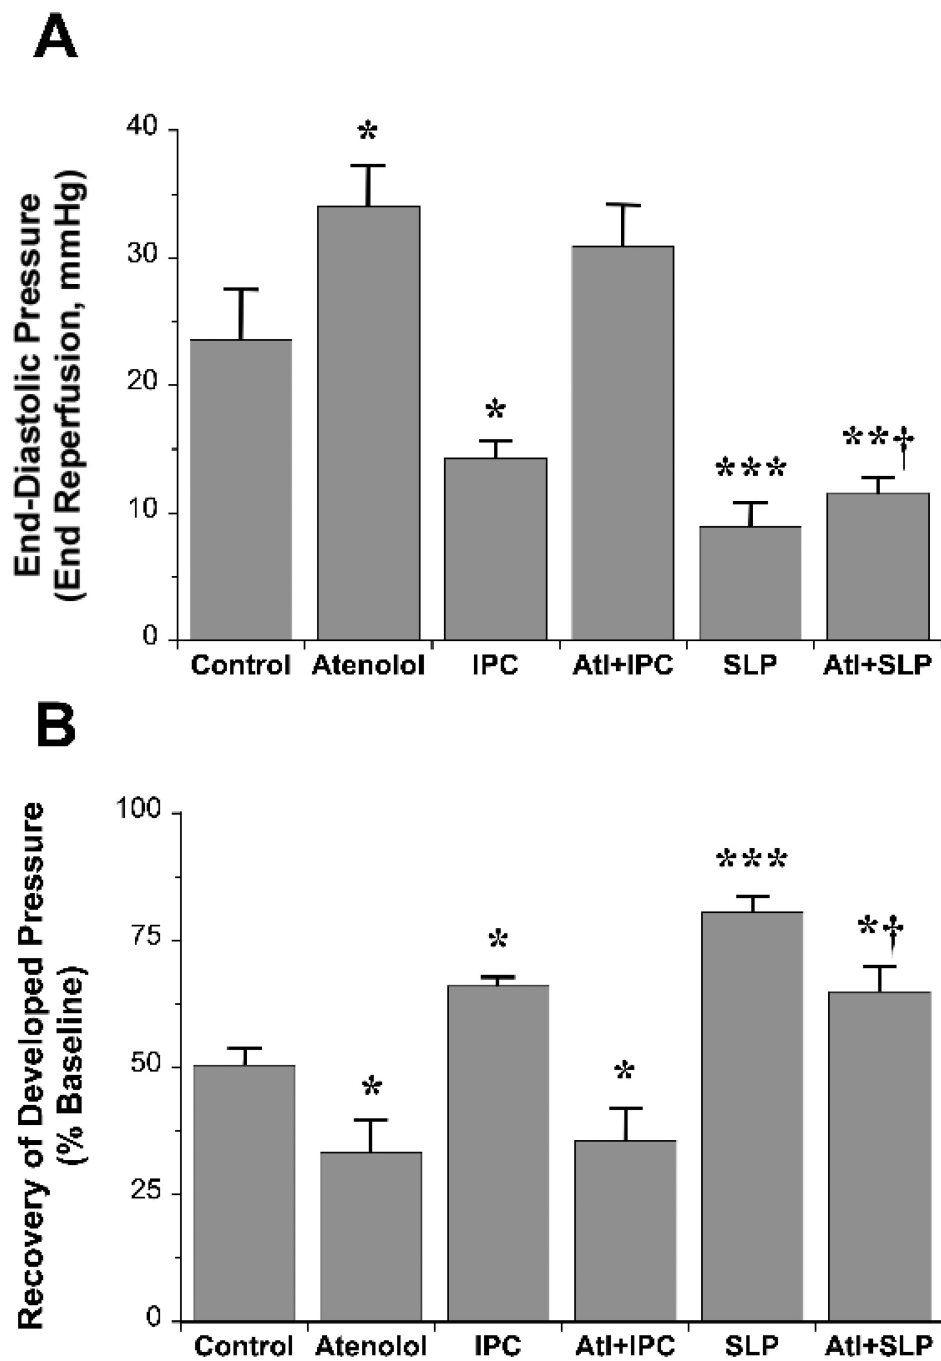 A
End-Diastolic Pressure
(End Reperfusion, mmHg)
40
30
20
10
0
*
*
***
**†
Control Atenolol IPC Atl+IPC SLP Atl+SLP
B
Recovery of Developed Pressure
(% Baseline)
100
75
50
25
0
*
*
*
***
*†
Control Atenolol IPC Atl+IPC SLP Atl+SLP